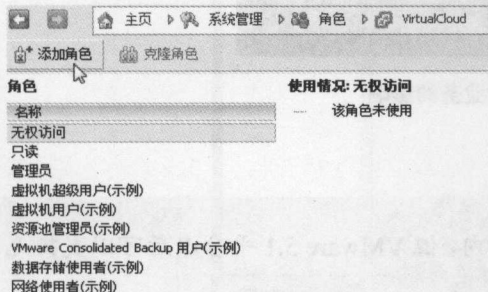 主页 系统管理 角色 VirtualCloud
添加角色 克隆角色
角色 使用情况: 无权访问
名称 该角色未使用
无权访问
只读
管理员
虚拟机超级用户(示例)
虚拟机用户(示例)
资源池管理员(示例)
VMware Consolidated Backup 用户(示例)
数据存储使用者(示例)
网络使用者(示例)